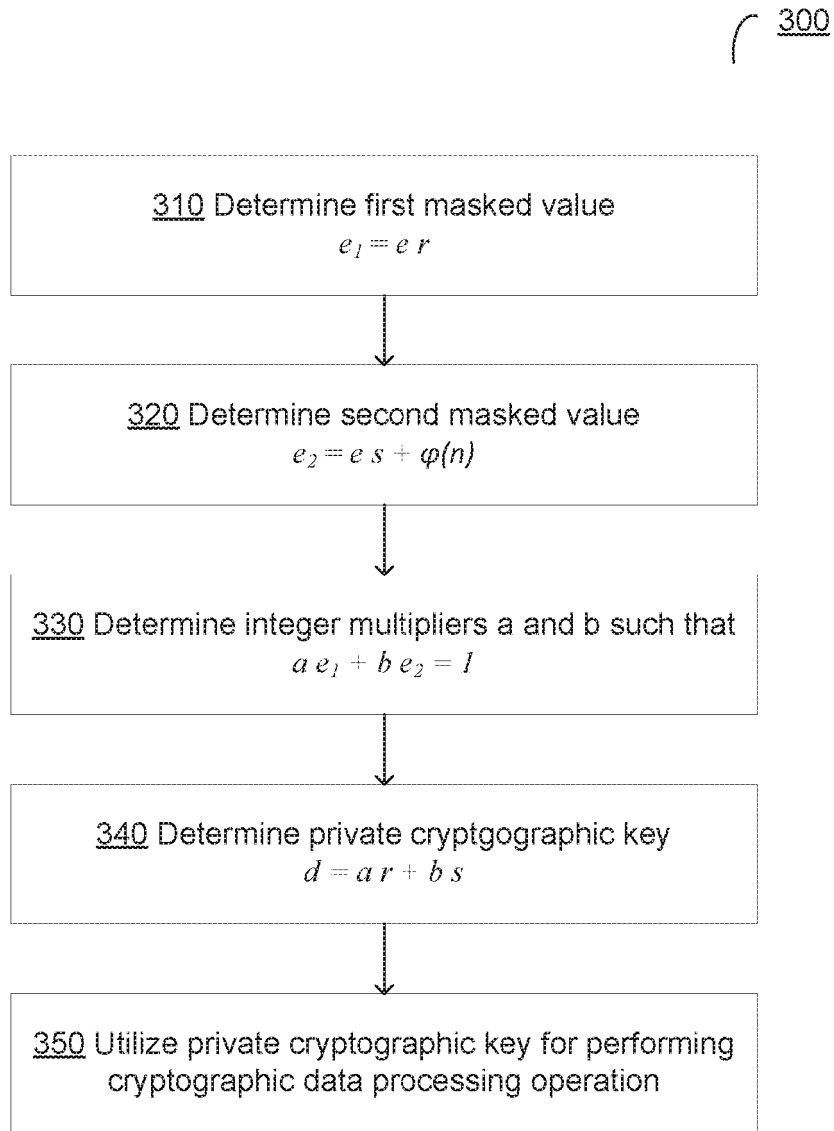 300
310 Determine first masked value
e₁ = e r
320 Determine second masked value
e₂ = e s + φ(n)
330 Determine integer multipliers a and b such that
a e₁ + b e₂ = 1
340 Determine private cryptgographic key
d = a r + b s
350 Utilize private cryptographic key for performing
cryptographic data processing operation